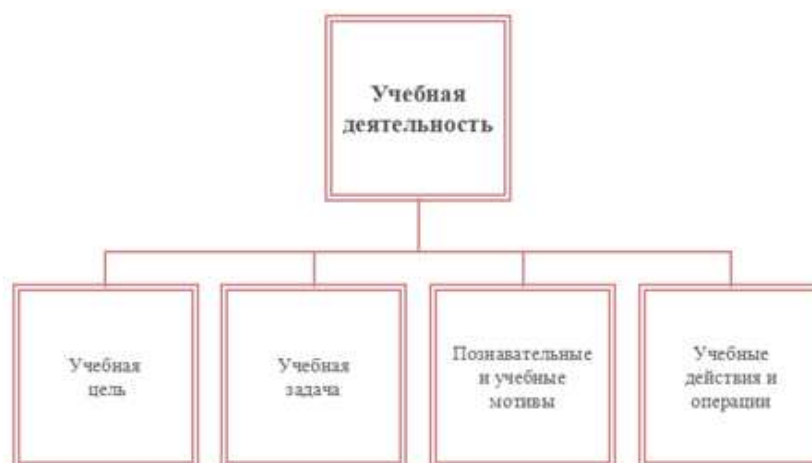 Учебная
деятельность
Учебная
цель
Учебная
задача
Познавательные
и учебные
мотивы
Учебные
действия и
операции